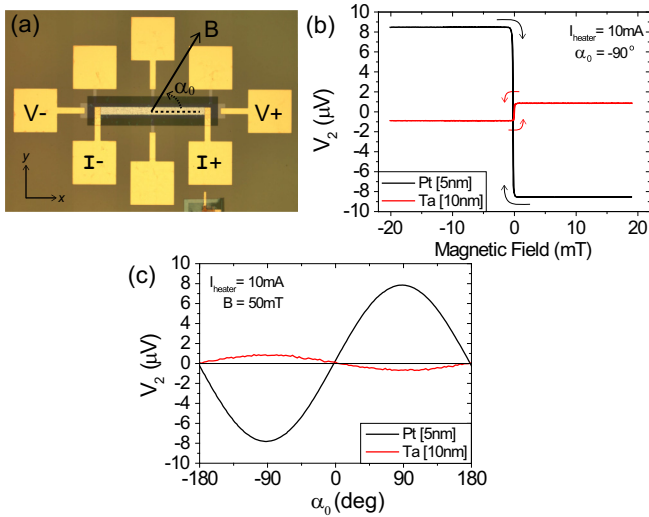 (a)
B
α₀
V-
V+
I-
I+
y
x
(b)
V₂ (μV)
10
8
6
4
2
0
-2
-4
-6
-8
-10
I_heater=10mA
α₀ = -90°
Pt [5nm]
Ta [10nm]
-20 -10 0 10 20
Magnetic Field (mT)
(c)
V₂ (μV)
10
8
6
4
2
0
-2
-4
-6
-8
-10
I_heater=10mA
B = 50mT
Pt [5nm]
Ta [10nm]
-180 -90 0 90 180
α₀ (deg)